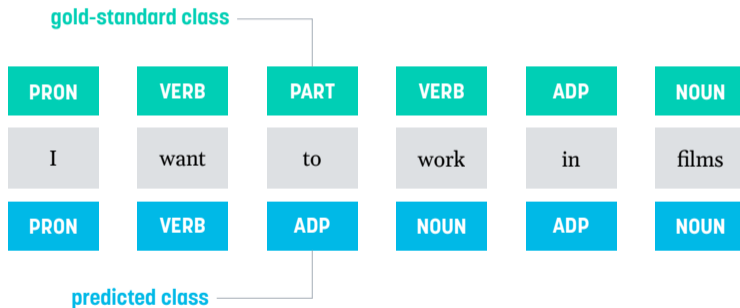 gold-standard class
PRON VERB PART VERB ADP NOUN
I want to work in films
PRON VERB ADP NOUN ADP NOUN
predicted class